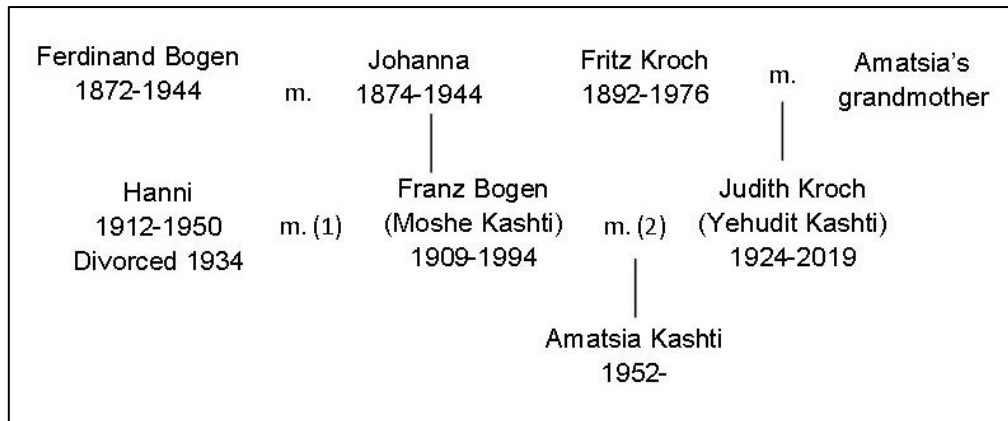 Ferdinand Bogen
1872-1944
m.
Johanna
1874-1944
Fritz Kroch
1892-1976
m.
Amatsia's
grandmother
Hanni
1912-1950
Divorced 1934
m. (1)
Franz Bogen
(Moshe Kashti)
1909-1994
m. (2)
Judith Kroch
(Yehudit Kashti)
1924-2019
Amatsia Kashti
1952-